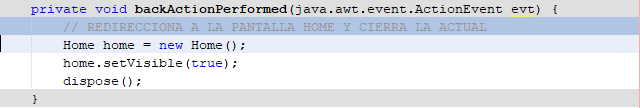 private void backActionPerformed(java.awt.event.ActionEvent evt) {
// REDIRECCIONA A LA PANTALLA HOME Y CIERRA LA ACTUAL
Home home = new Home();
home.setVisible(true);
dispose();
}